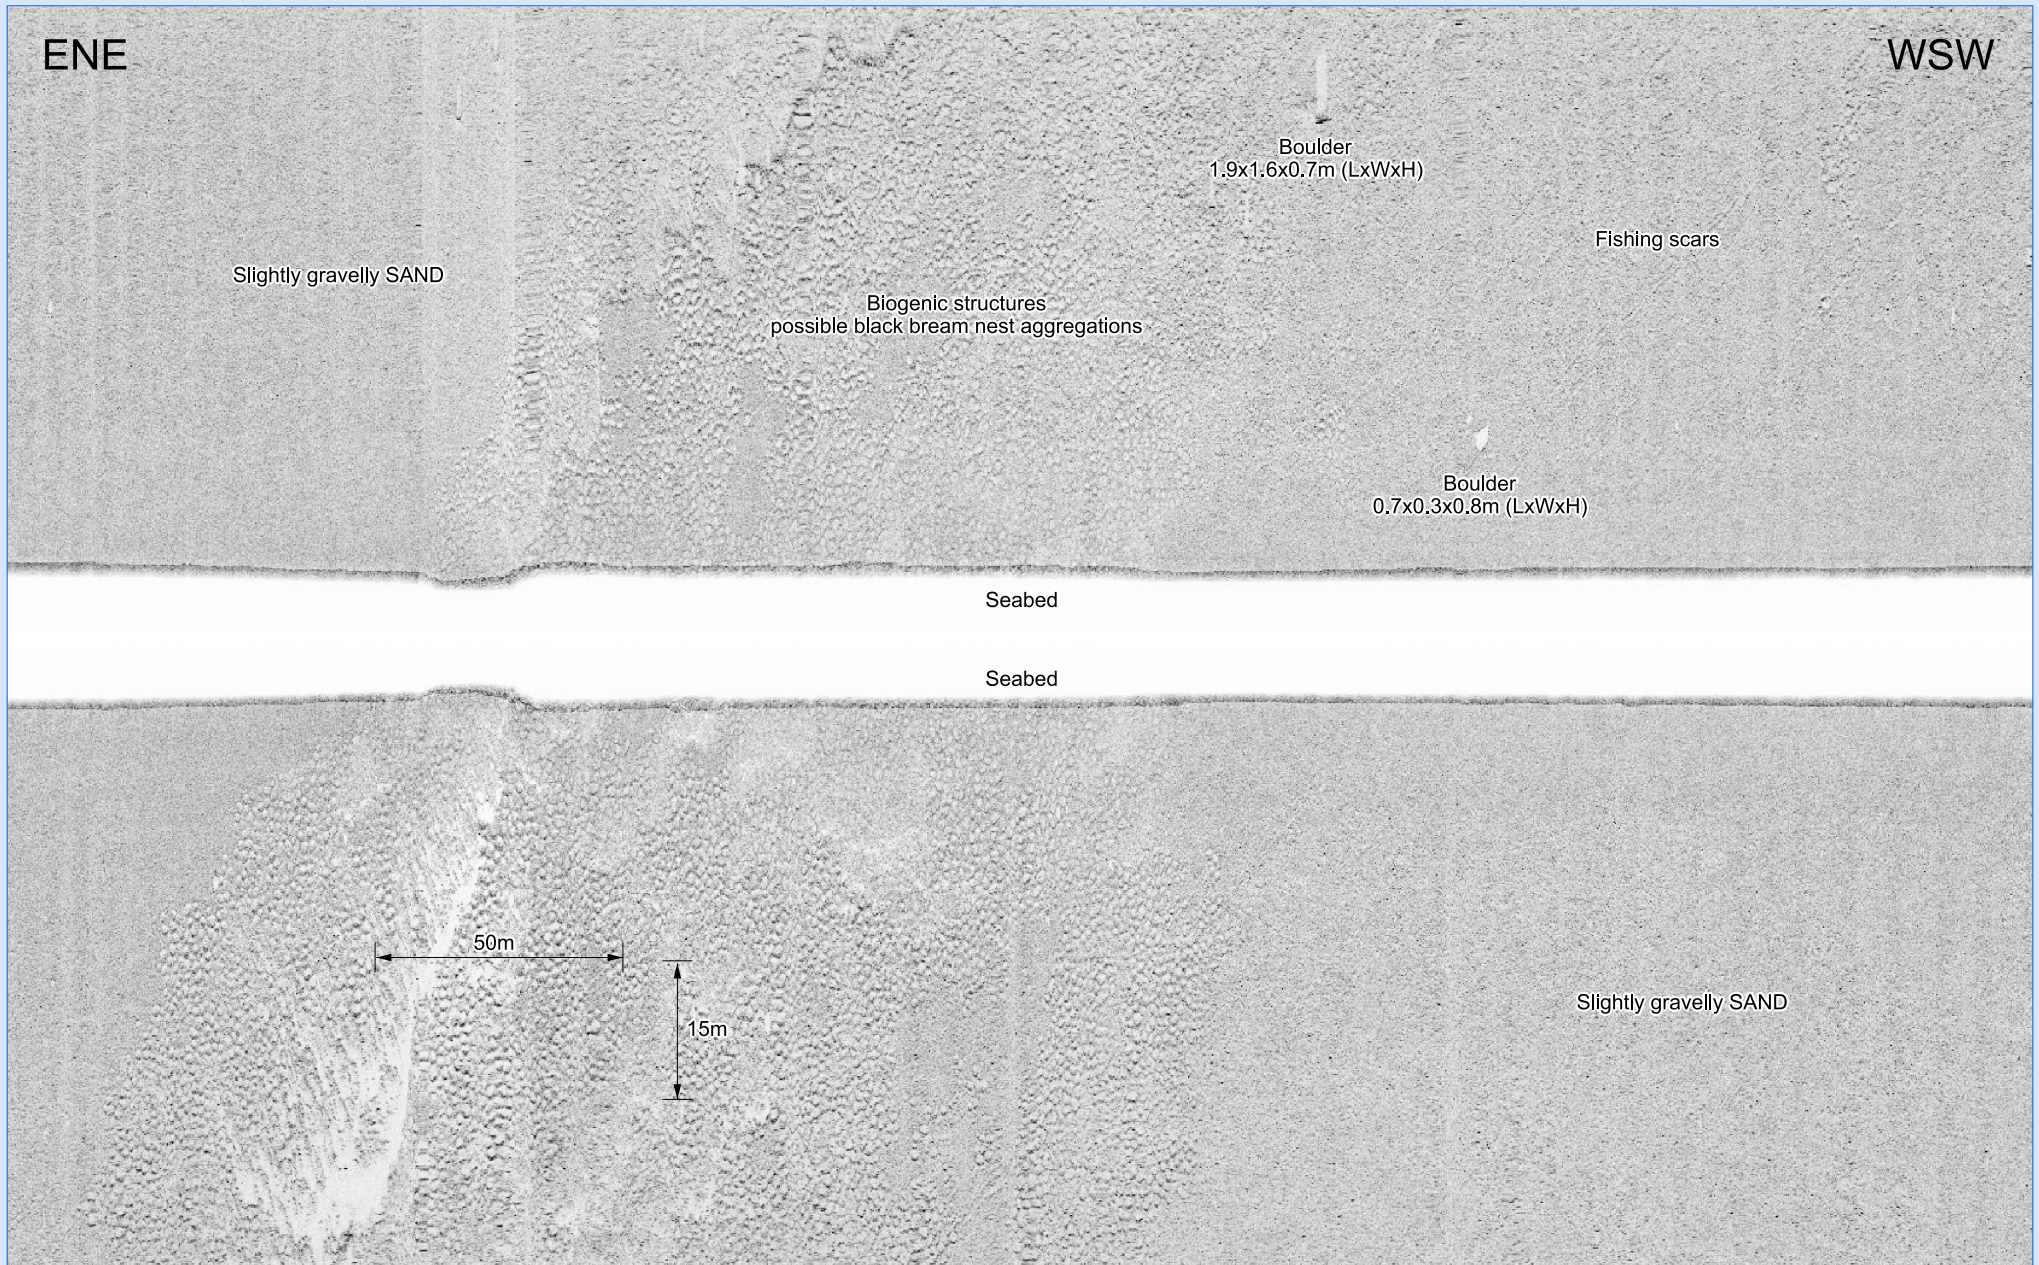 ENE
WSW
Boulder
1.9x1.6x0.7m (LxWxH)
Fishing scars
Slightly gravelly SAND
Biogenic structures
possible black bream nest aggregations
Boulder
0.7x0.3x0.8m (LxWxH)
Seabed
Seabed
50m
15m
Slightly gravelly SAND